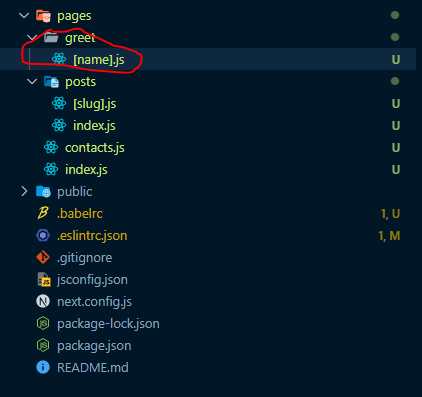 pages
greet
[name].js U
posts
[slug].js U
index.js U
contacts.js U
index.js U
public
.babelrc 1, U
.eslintrc.json 1, M
.gitignore
jsconfig.json
next.config.js
package-lock.json
package.json
README.md